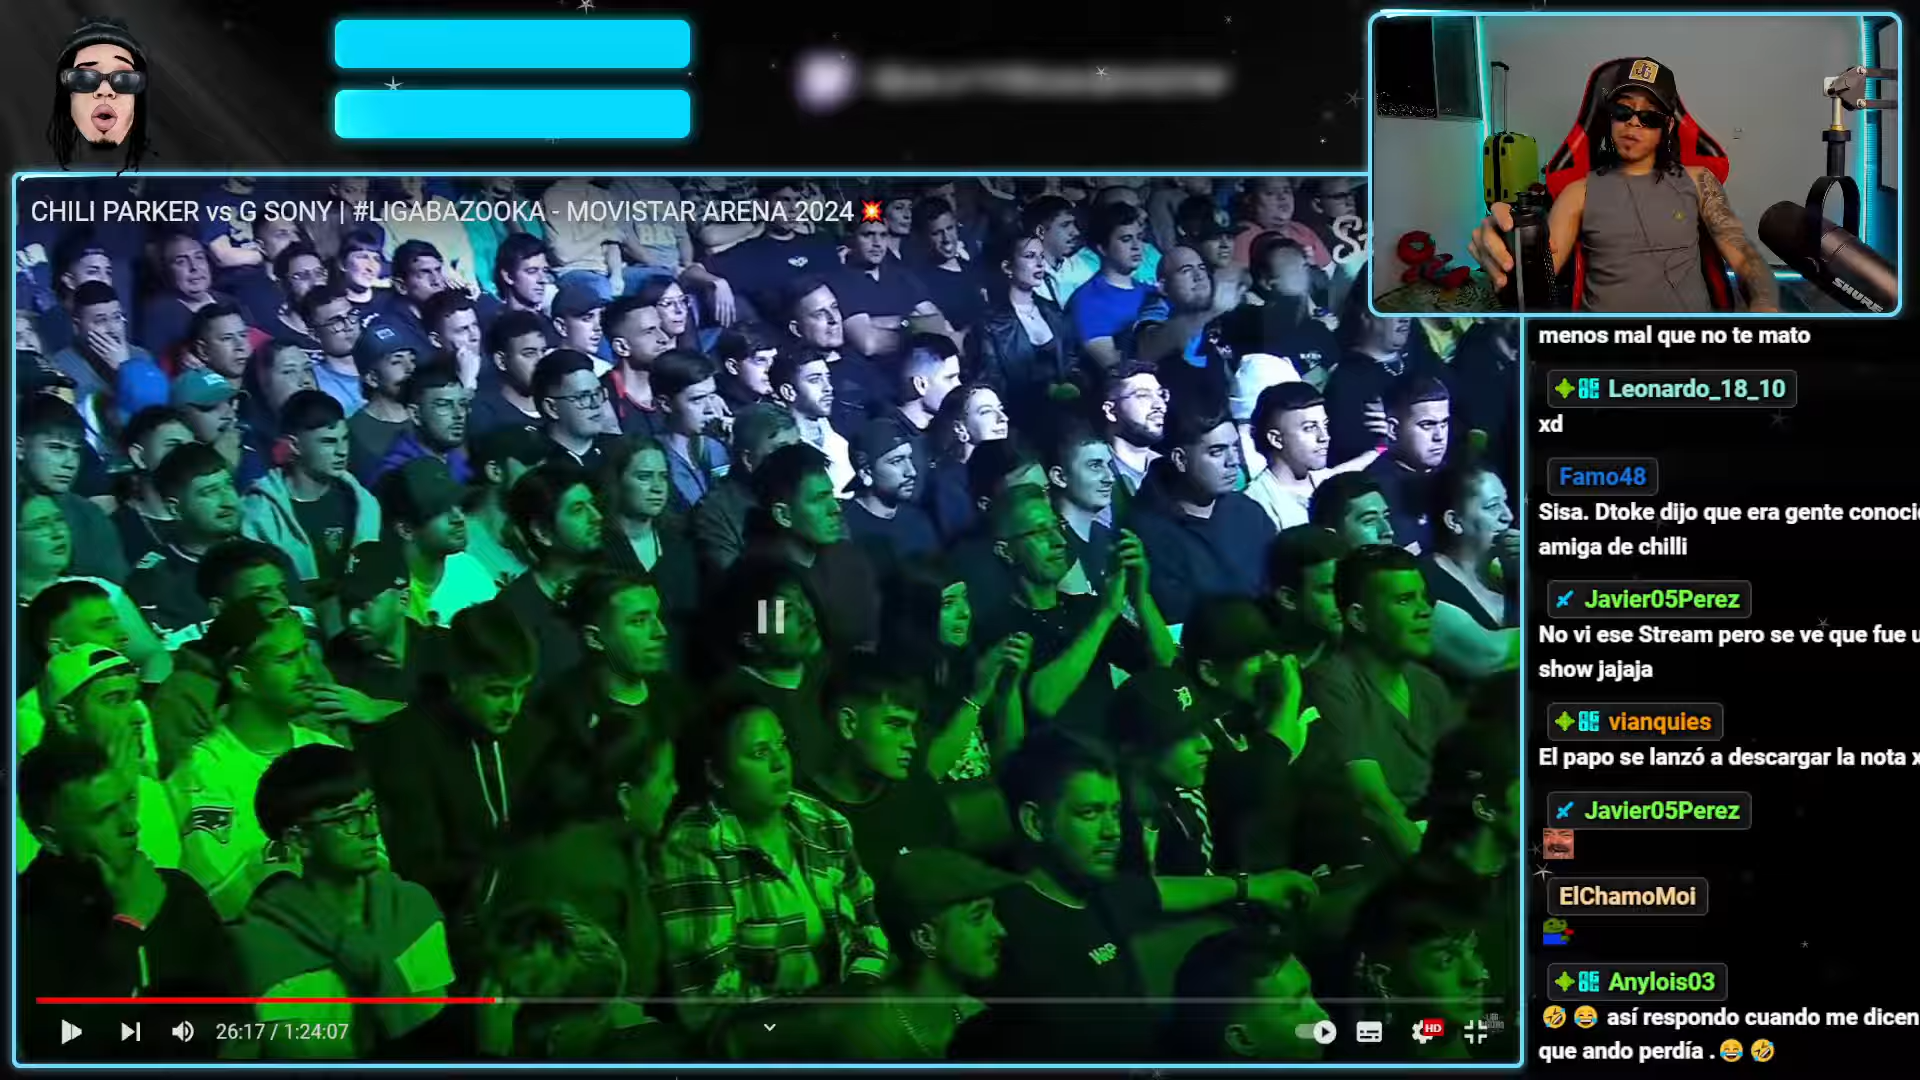 CHILI PARKER vs G SONY | #LIGABAZOOKA - MOVISTAR ARENA 2024 💥
SHURE
menos mal que no te mato
Leonardo_18_10
xd
Famo48
Sisa. Dtoke dijo que era gente conoci
amiga de chilli
Javier05Perez
No vi ese Stream pero se ve que fue u
show jajaja
vianquies
El papo se lanzó a descargar la nota x
Javier05Perez
ElChamoMoi
Anylois03
🤣 😂 así respondo cuando me dicen
que ando perdía . 😂 🤣
26:17 / 1:24:07
HD